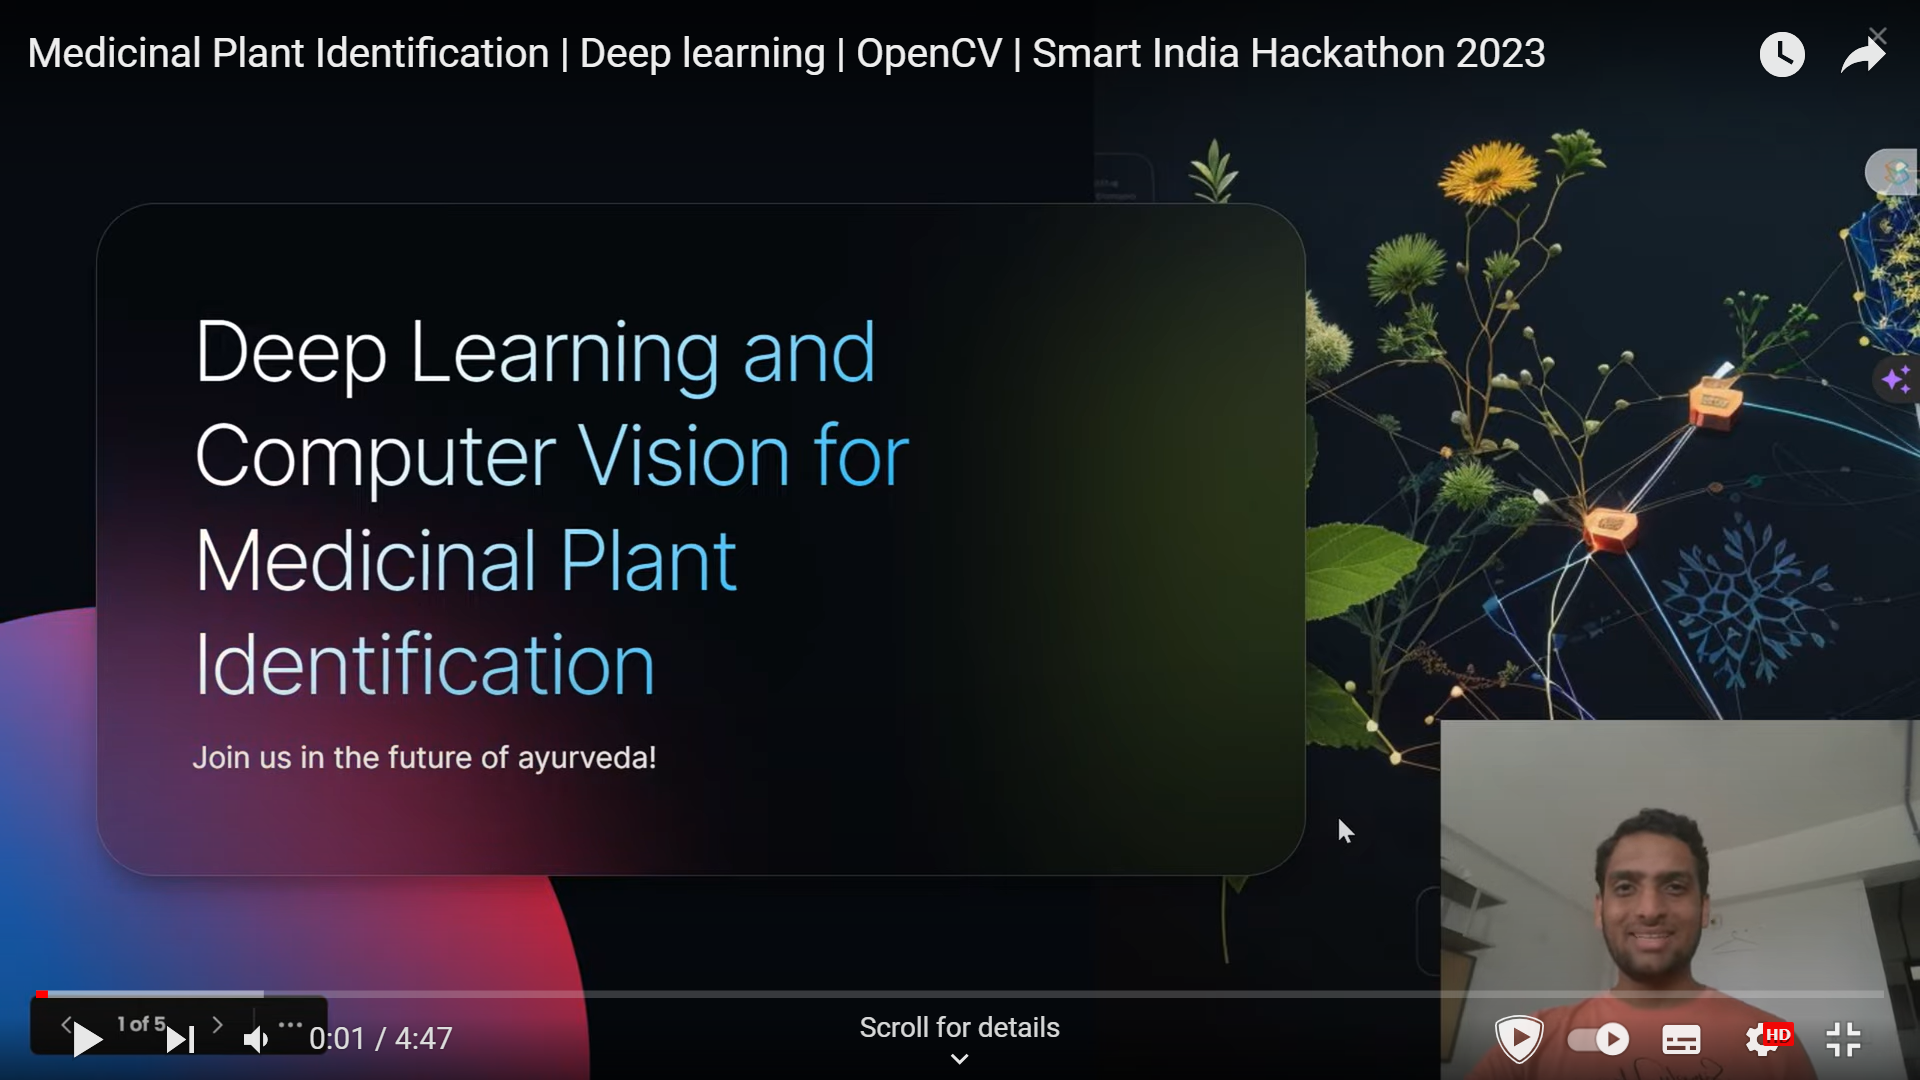 Medicinal Plant Identification | Deep learning | OpenCV | Smart India Hackathon 2023
Deep Learning and
Computer Vision for
Medicinal Plant
Identification
Join us in the future of ayurveda!
1 of 5
0:01 / 4:47
Scroll for details
HD